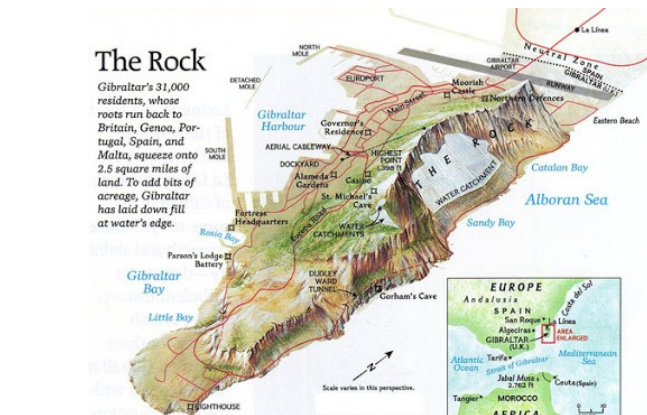 The Rock
Gibraltar's 31,000
residents, whose
roots run back to
Britain, Genoa, Por-
tugal, Spain, and
Malta, squeeze onto
2.5 square miles of
land. To add bits of
acreage, Gibraltar
has laid down fill
at water's edge.
NORTH
MOLE
DETACHED
MOLE
EUROPORT
La Línea
Neutral Zone
SPAIN
GIBRALTAR (U.K.)
GIBRALTAR
AIRPORT
RUNWAY
Moorish
Castle
Northern Defences
Main Street
Eastern Beach
Gibraltar
Harbour
Governor's
Residence
AERIAL CABLEWAY
SOUTH
MOLE
DOCKYARD
HIGHEST
POINT
1,398 ft
THE ROCK
Alameda
Gardens
Casino
St. Michael's
Cave
WATER CATCHMENT
Catalan Bay
Alboran Sea
Sandy Bay
Fortress
Headquarters
Rosia Bay
Europa Road
WATER
CATCHMENTS
Parson's Lodge
Battery
Gibraltar
Bay
DUDLEY
WARD
TUNNEL
Gorham's Cave
Little Bay
N
Scale varies in this perspective.
LIGHTHOUSE
EUROPE
Andalusia
SPAIN
Costa del Sol
San Roque
La Línea
Algeciras
GIBRALTAR
(U.K.)
AREA
ENLARGED
Atlantic
Ocean
Tarifa
Strait of Gibraltar
Mediterranean
Sea
Jabal Musa
2,762 ft
Ceuta (Spain)
Tangier
MOROCCO
AFRICA